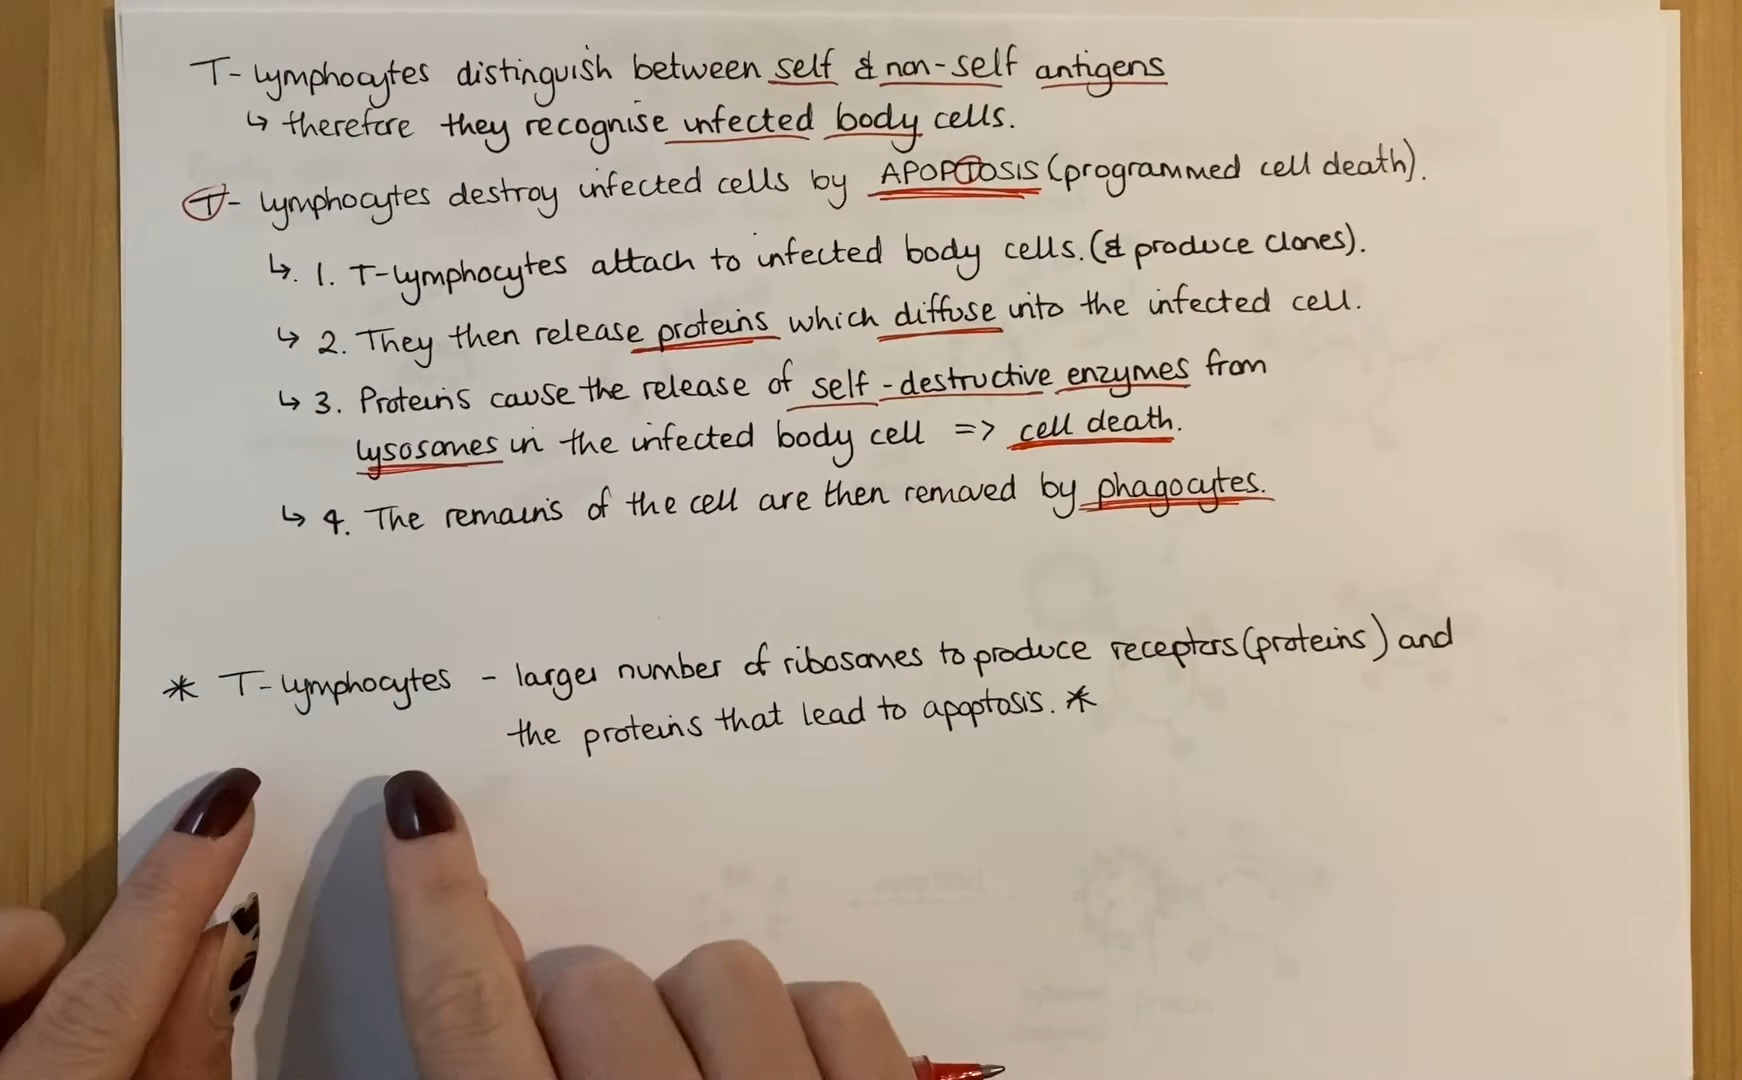 T-lymphocytes distinguish between self & non-self antigens
↳ therefore they recognise infected body cells.
T- lymphocytes destroy infected cells by APOPTOSIS (programmed cell death).
↳ 1. T-lymphocytes attach to infected body cells. (& produce clones).
↳ 2. They then release proteins which diffuse into the infected cell.
↳ 3. Proteins cause the release of self-destructive enzymes from
lysosomes in the infected body cell => cell death.
↳ 4. The remains of the cell are then removed by phagocytes.
* T-lymphocytes - larger number of ribosomes to produce receptors (proteins) and
the proteins that lead to apoptosis. *